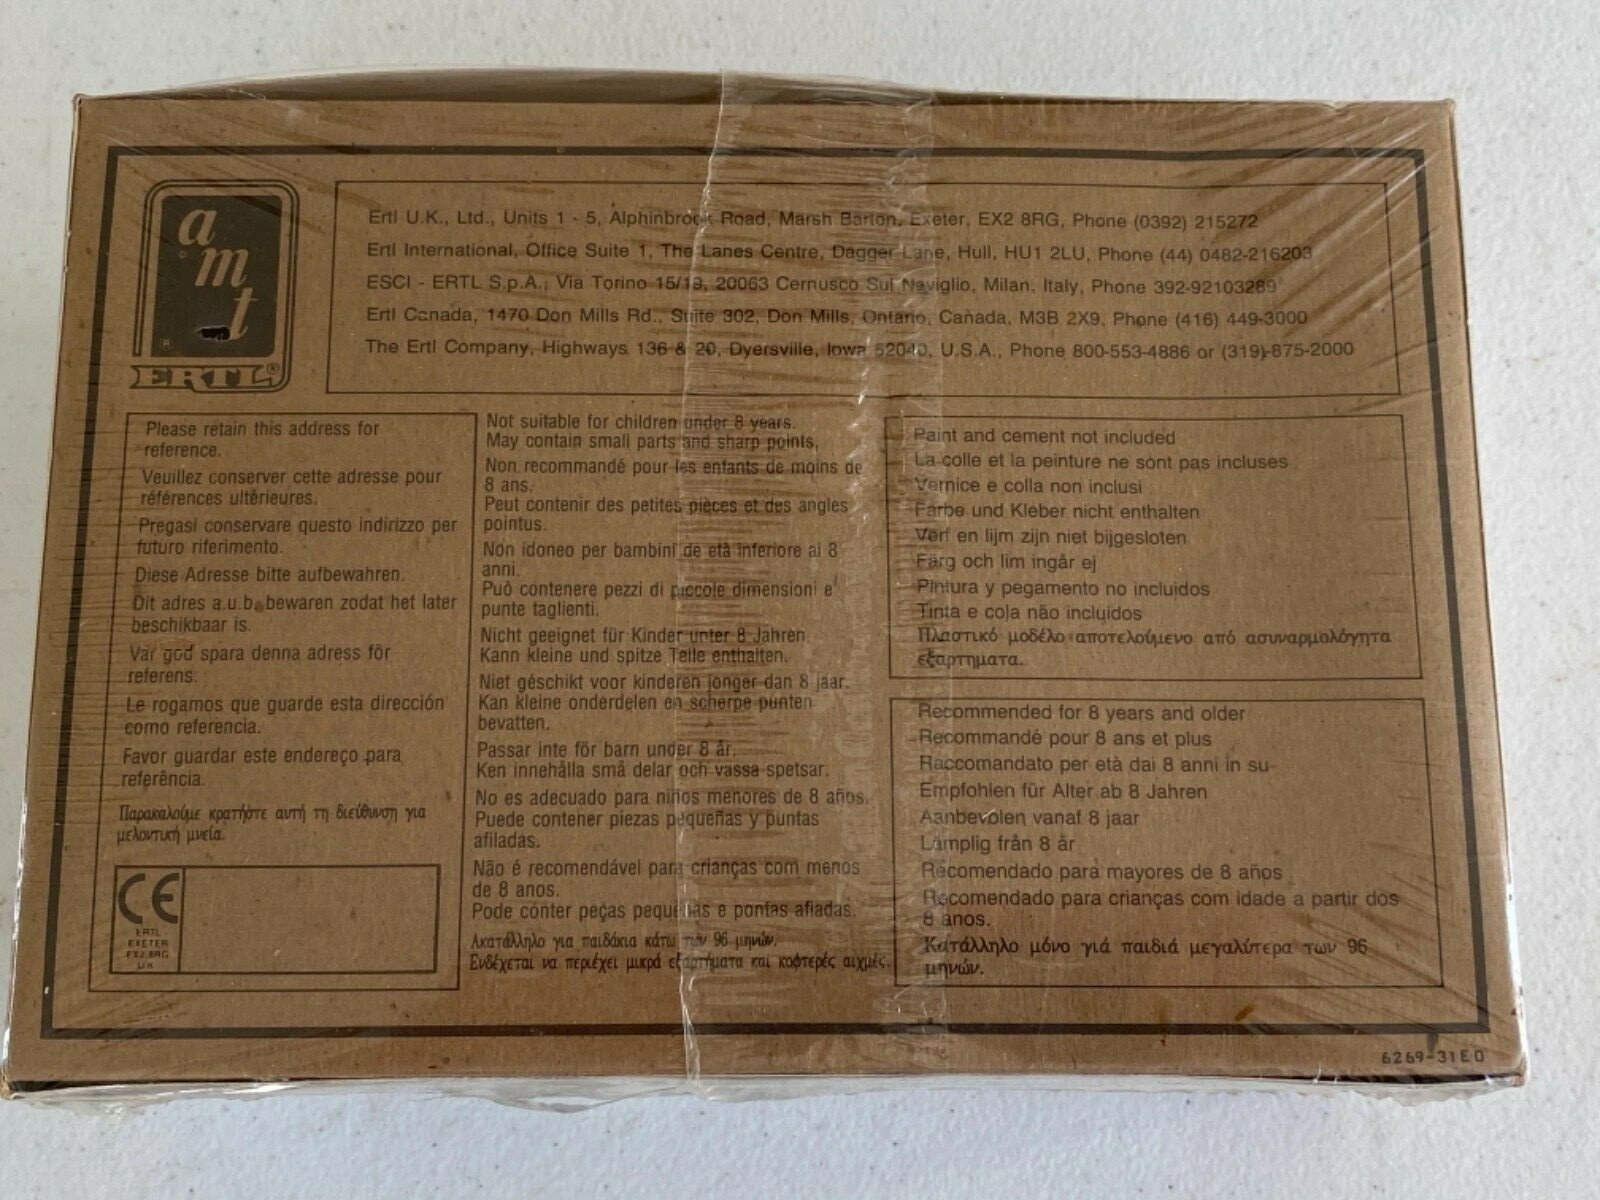 amt
ERTL®
Ertl U.K., Ltd., Units 1 - 5, Alphinbrook Road, Marsh Barton, Exeter, EX2 8RG, Phone (0392) 215272
Ertl International, Office Suite 1, The Lanes Centre, Dagger Lane, Hull, HU1 2LU, Phone (44) 0482-216203
ESCI - ERTL S.p.A., Via Torino 15/19, 20063 Cernusco Sul Naviglio, Milan, Italy, Phone 392-92103289
Ertl Canada, 1470 Don Mills Rd., Suite 302, Don Mills, Ontario, Canada, M3B 2X9, Phone (416) 449-3000
The Ertl Company, Highways 136 & 20, Dyersville, Iowa 52040, U.S.A., Phone 800-553-4886 or (319)-875-2000
Please retain this address for
reference.
Veuillez conserver cette adresse pour
références ultérieures.
Pregasi conservare questo indirizzo per
futuro riferimento.
Diese Adresse bitte aufbewahren.
Dit adres a.u.b. bewaren zodat het later
beschikbaar is.
Var god spara denna adress för
referens.
Le rogamos que guarde esta dirección
como referencia.
Favor guardar este endereço para
referência.
Παρακαλούμε κρατήστε αυτή τη διεύθυνση για
μελοντική μνεία.
CE
ERTL
EXETER
EX2 8RG
U.K.
Not suitable for children under 8 years.
May contain small parts and sharp points,
Non recommandé pour les enfants de moins de
8 ans.
Peut contenir des petites pièces et des angles
pointus.
Non idoneo per bambini de età inferiore ai 8
anni.
Può contenere pezzi di piccole dimensioni e'
punte taglienti.
Nicht geeignet für Kinder unter 8 Jahren.
Kann kleine und spitze Teile enthalten.
Niet geschikt voor kinderen jonger dan 8 jaar.
Kan kleine onderdelen en scherpe punten
bevatten.
Passar inte för barn under 8 år.
Ken innehålla små delar och vassa spetsar.
No es adecuado para niños menores de 8 años.
Puede contener piezas pequeñas y puntas
afiladas.
Não é recomendável para crianças com menos
de 8 anos.
Pode conter peças pequenas e pontas afiadas.
Ακατάλληλο για παιδάκια κάτω των 96 μηνών.
Ενδέχεται να περιέχει μικρά εξαρτήματα και κοφτερές αιχμές.
Paint and cement not included
La colle et la peinture ne sont pas incluses
Vernice e colla non inclusi
Farbe und Kleber nicht enthalten
Verf en lijm zijn niet bijgesloten
Färg och lim ingår ej
Pintura y pegamento no incluidos
Tinta e cola não incluidos
Πλαστικό μοδέλο αποτελούμενο από ασυναρμολόγητα
εξαρτηματα.
Recommended for 8 years and older
Recommandé pour 8 ans et plus
Raccomandato per età dai 8 anni in su
Empfohlen für Alter ab 8 Jahren
Aanbevolen vanaf 8 jaar
Lämplig från 8 år
Recomendado para mayores de 8 años
Recomendado para crianças com idade a partir dos
8 anos.
Κατάλληλο μόνο γιά παιδιά μεγαλύτερα των 96
μηνών.
6269-31E0